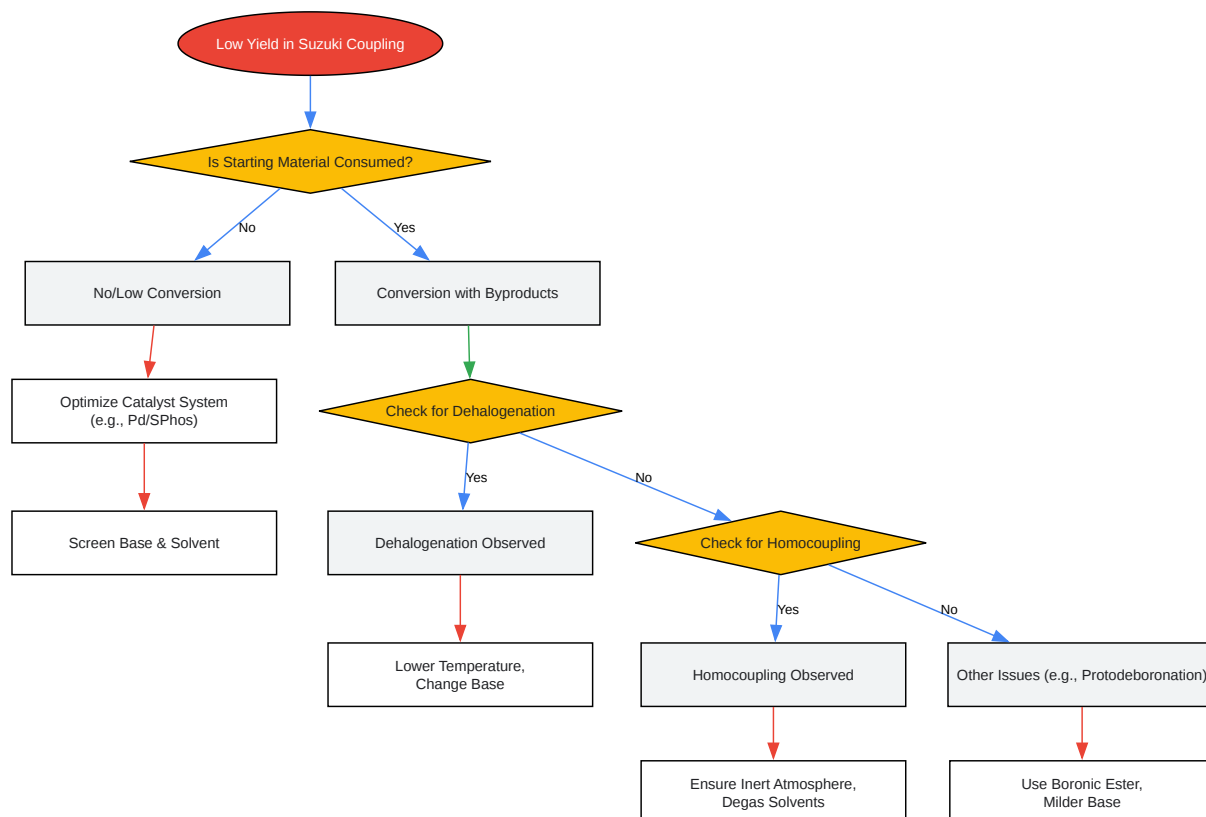 Low Yield in Suzuki Coupling
Is Starting Material Consumed?
No
Yes
No/Low Conversion
Conversion with Byproducts
Optimize Catalyst System
(e.g., Pd/SPhos)
Check for Dehalogenation
Yes
No
Screen Base & Solvent
Dehalogenation Observed
Check for Homocoupling
Yes
No
Lower Temperature,
Change Base
Homocoupling Observed
Other Issues (e.g., Protodeboronation)
Ensure Inert Atmosphere,
Degas Solvents
Use Boronic Ester,
Milder Base